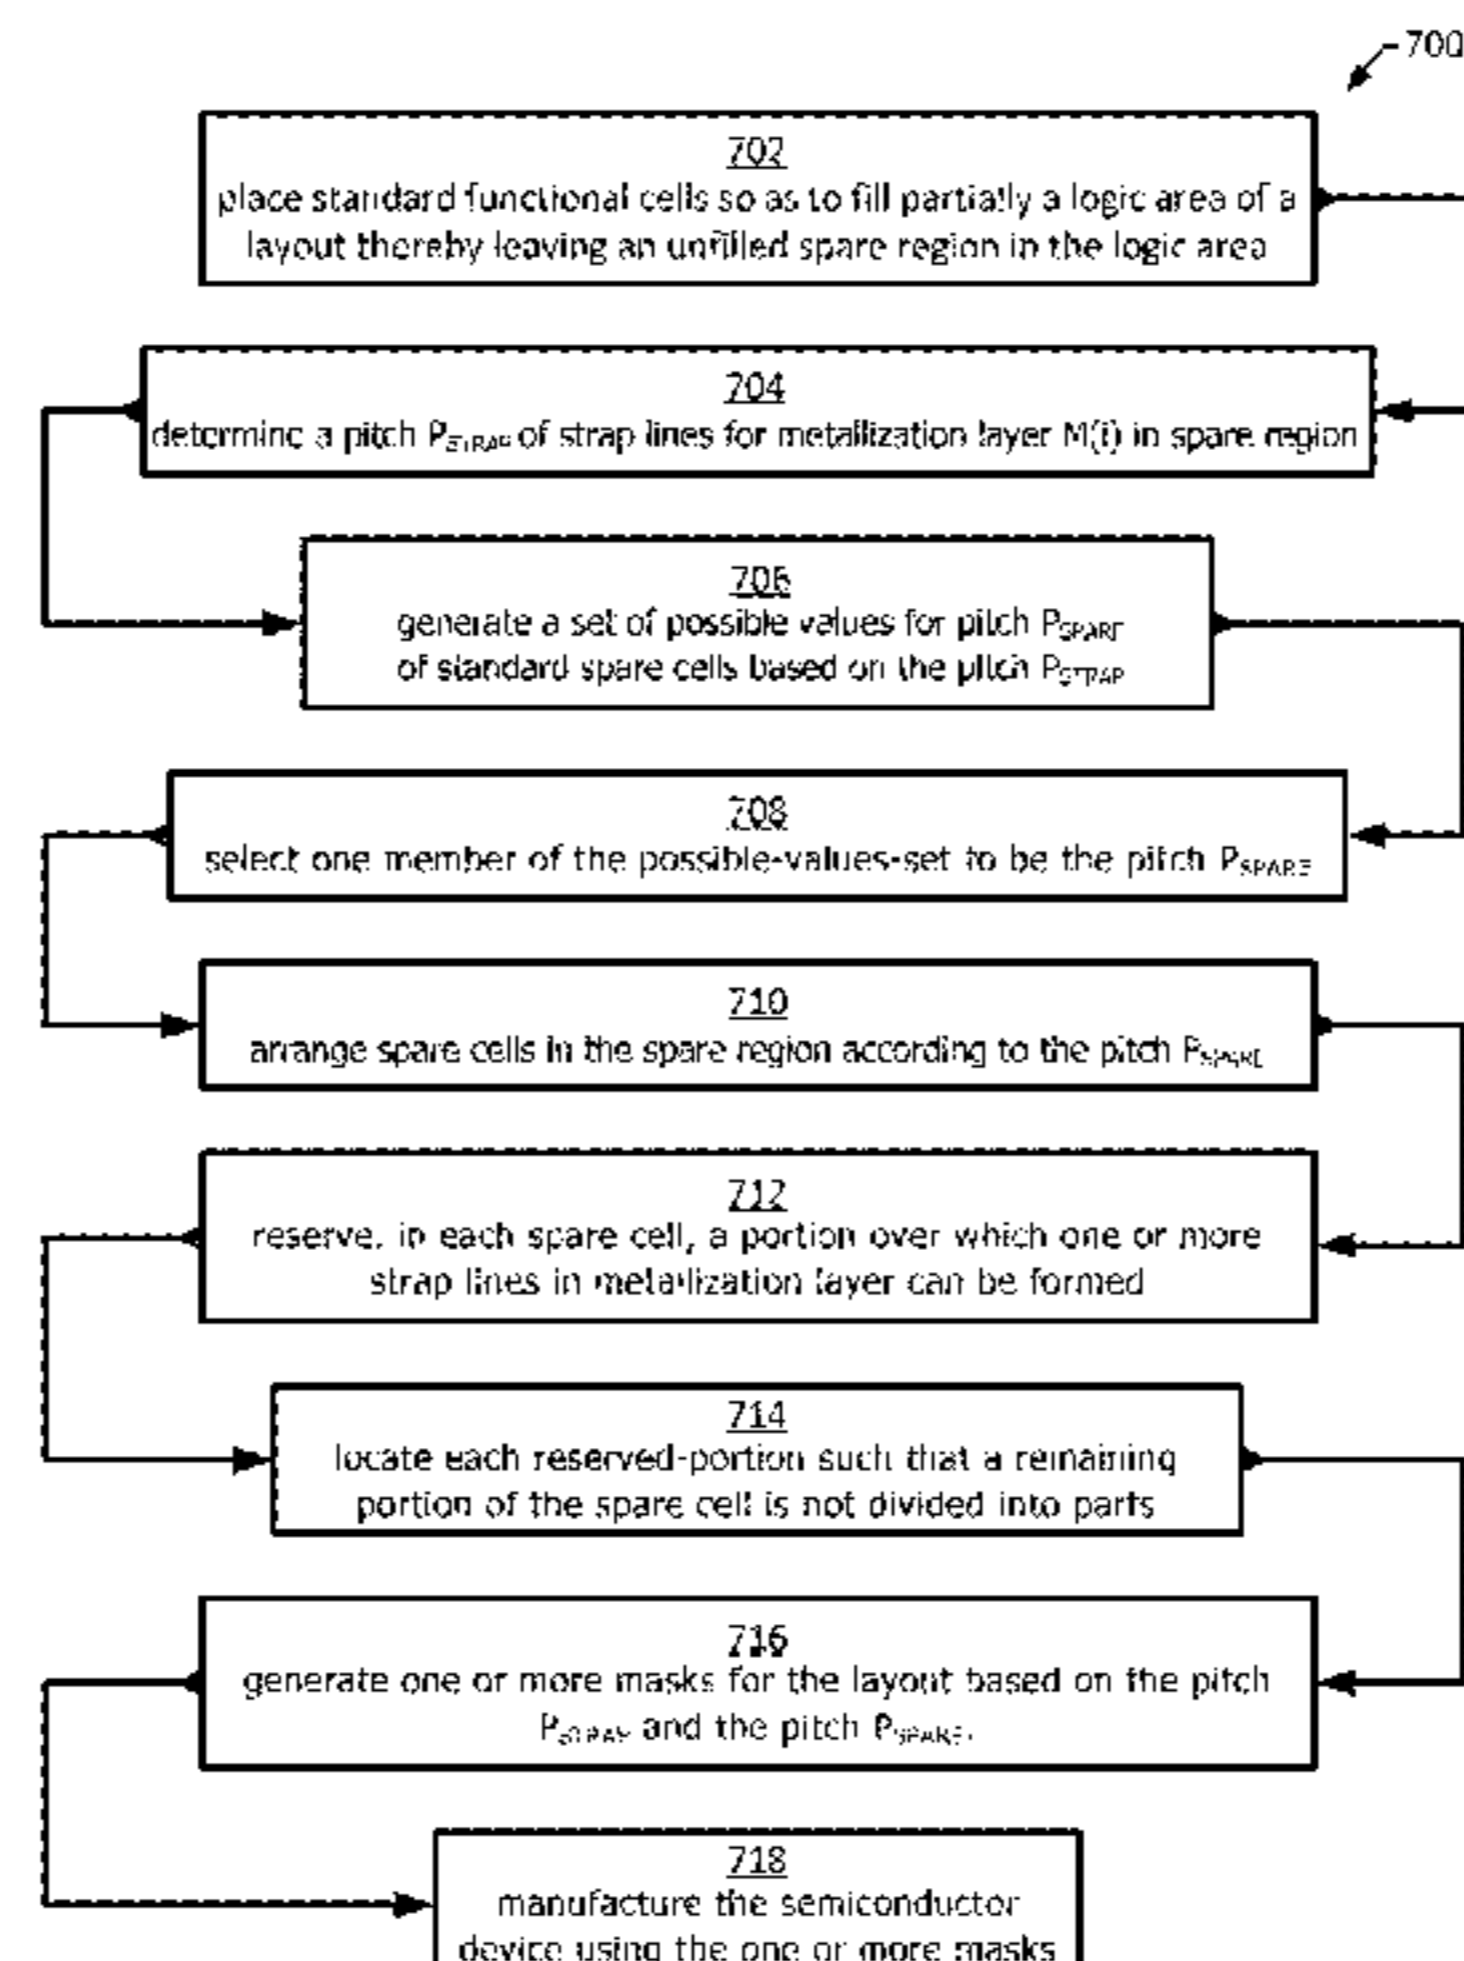 700
702
place standard functional cells so as to fill partially a logic area of a
layout thereby leaving an unfilled spare region in the logic area
704
determine a pitch PSTRAP of strap lines for metallization layer M(i) in spare region
706
generate a set of possible values for pitch PSPARE
of standard spare cells based on the pitch PSTRAP
708
select one member of the possible-values-set to be the pitch PSPARE
710
arrange spare cells in the spare region according to the pitch PSPARE
712
reserve, in each spare cell, a portion over which one or more
strap lines in metallization layer can be formed
714
locate each reserved-portion such that a remaining
portion of the spare cell is not divided into parts
716
generate one or more masks for the layout based on the pitch
PSTRAP and the pitch PSPARE.
718
manufacture the semiconductor
device using the one or more masks